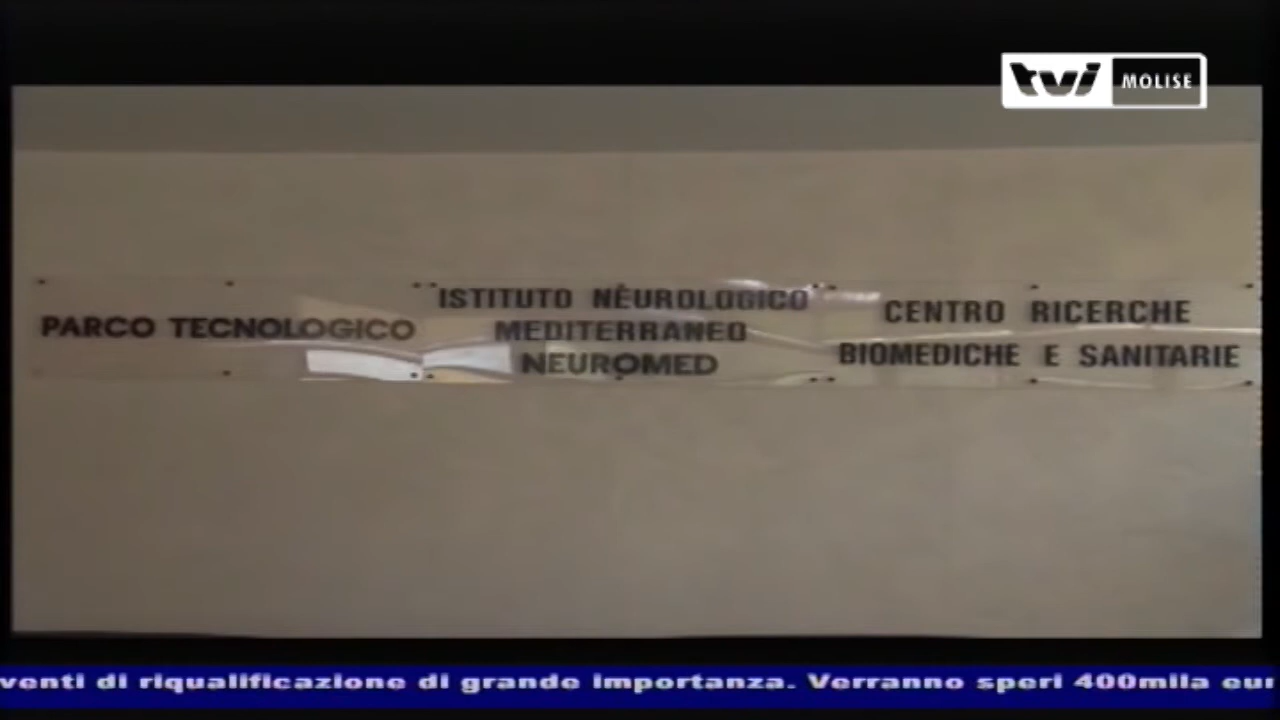 tvi MOLISE
PARCO TECNOLOGICO
ISTITUTO NEUROLOGICO
MEDITERRANEO
NEUROMED
CENTRO RICERCHE
BIOMEDICHE E SANITARIE
venti di riqualificazione di grande importanza. Verranno speri 400mila eur